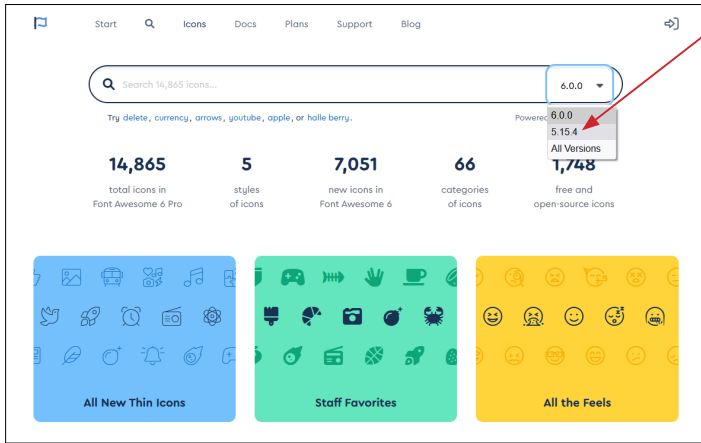 Start Icons Docs Plans Support Blog
Search 14,865 icons... 6.0.0
Try delete, currency, arrows, youtube, apple, or halle berry. Powered
6.0.0
5.15.4
All Versions
14,865 5 7,051 66 1,748
total icons in styles new icons in categories free and
Font Awesome 6 Pro of icons Font Awesome 6 of icons open-source icons
All New Thin Icons Staff Favorites All the Feels